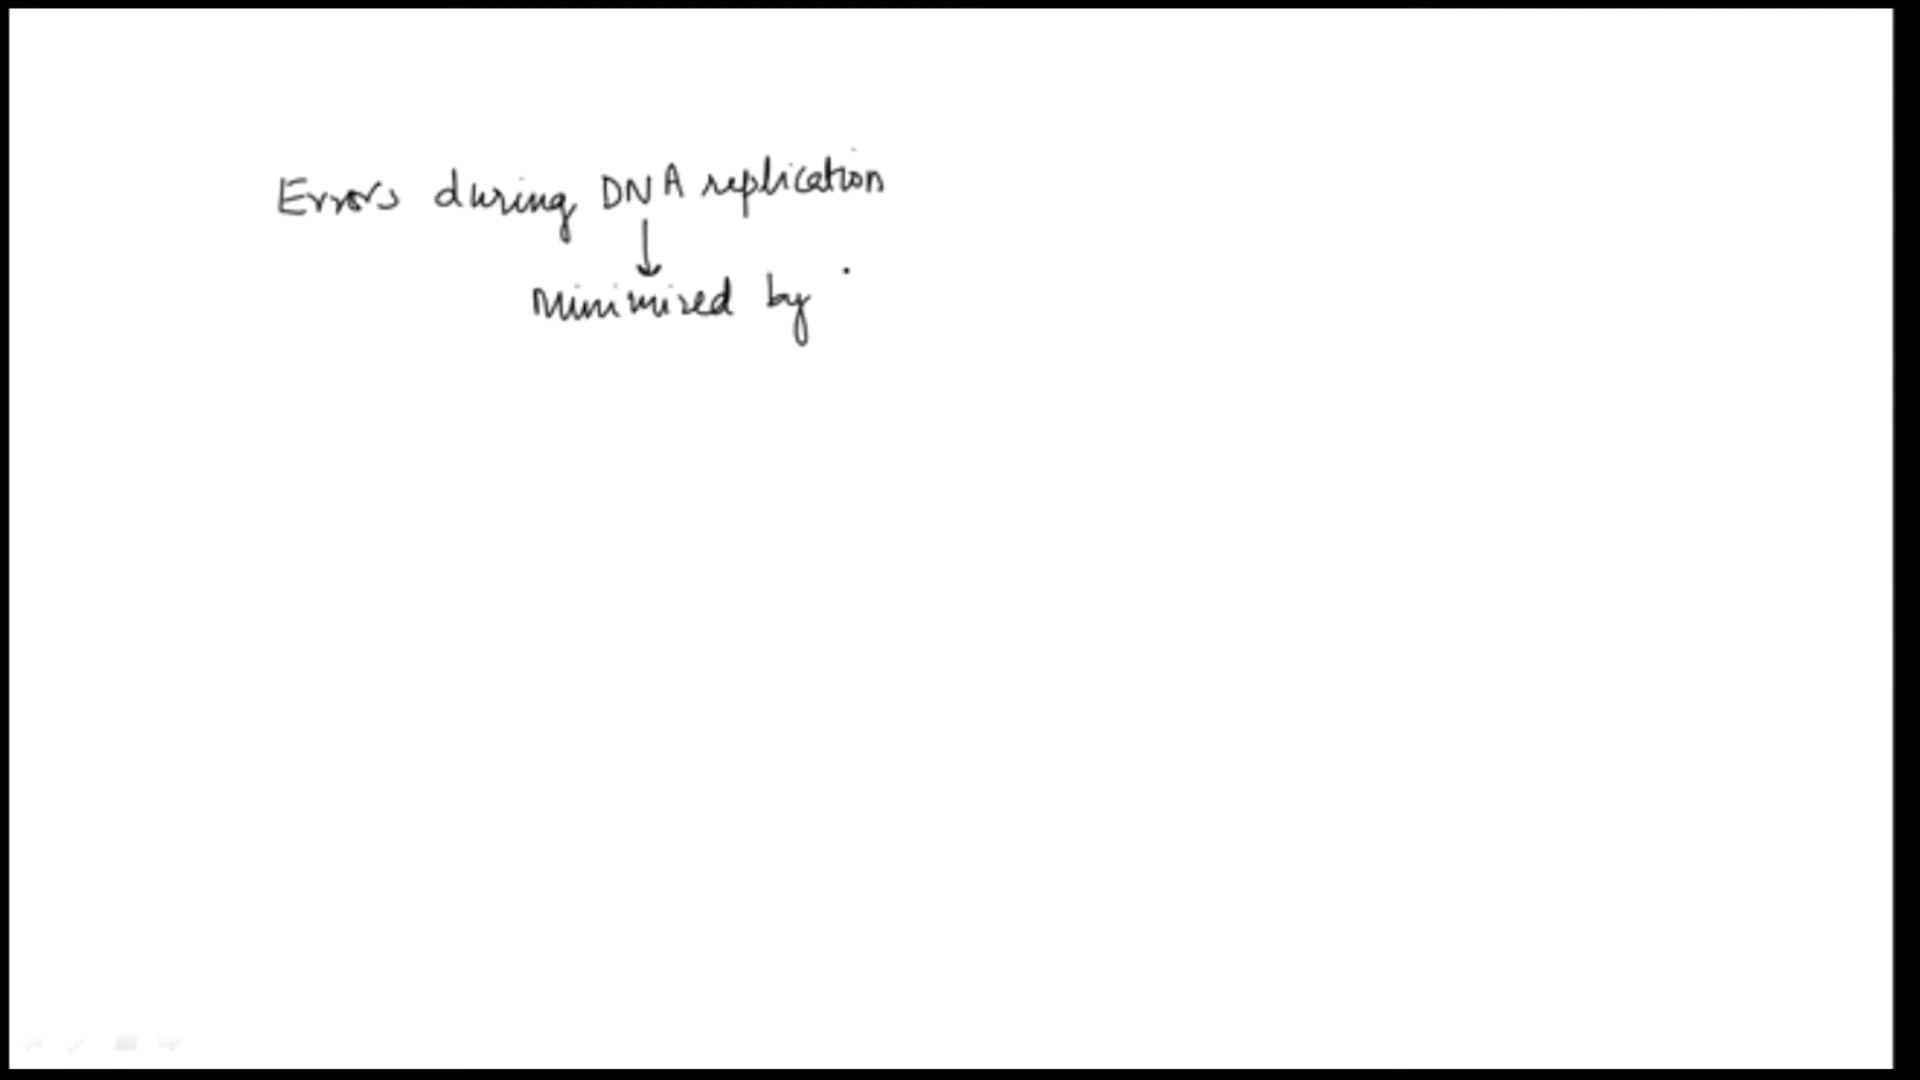 Errors during DNA replication
↓
Minimized by